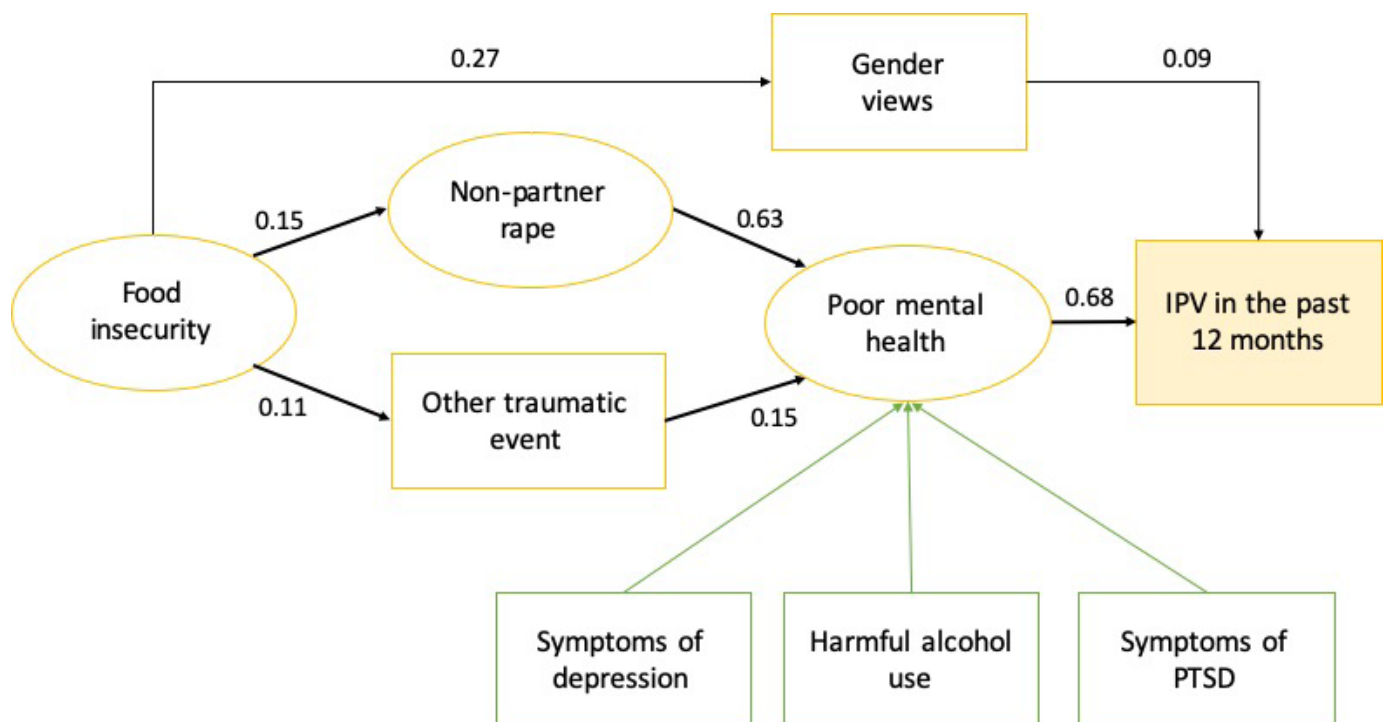 0.27
Gender
views
0.09
Non-partner
rape
0.15
0.63
Food
insecurity
Poor mental
health
0.68
IPV in the past
12 months
0.11
Other traumatic
event
0.15
Symptoms of
depression
Harmful alcohol
use
Symptoms of
PTSD